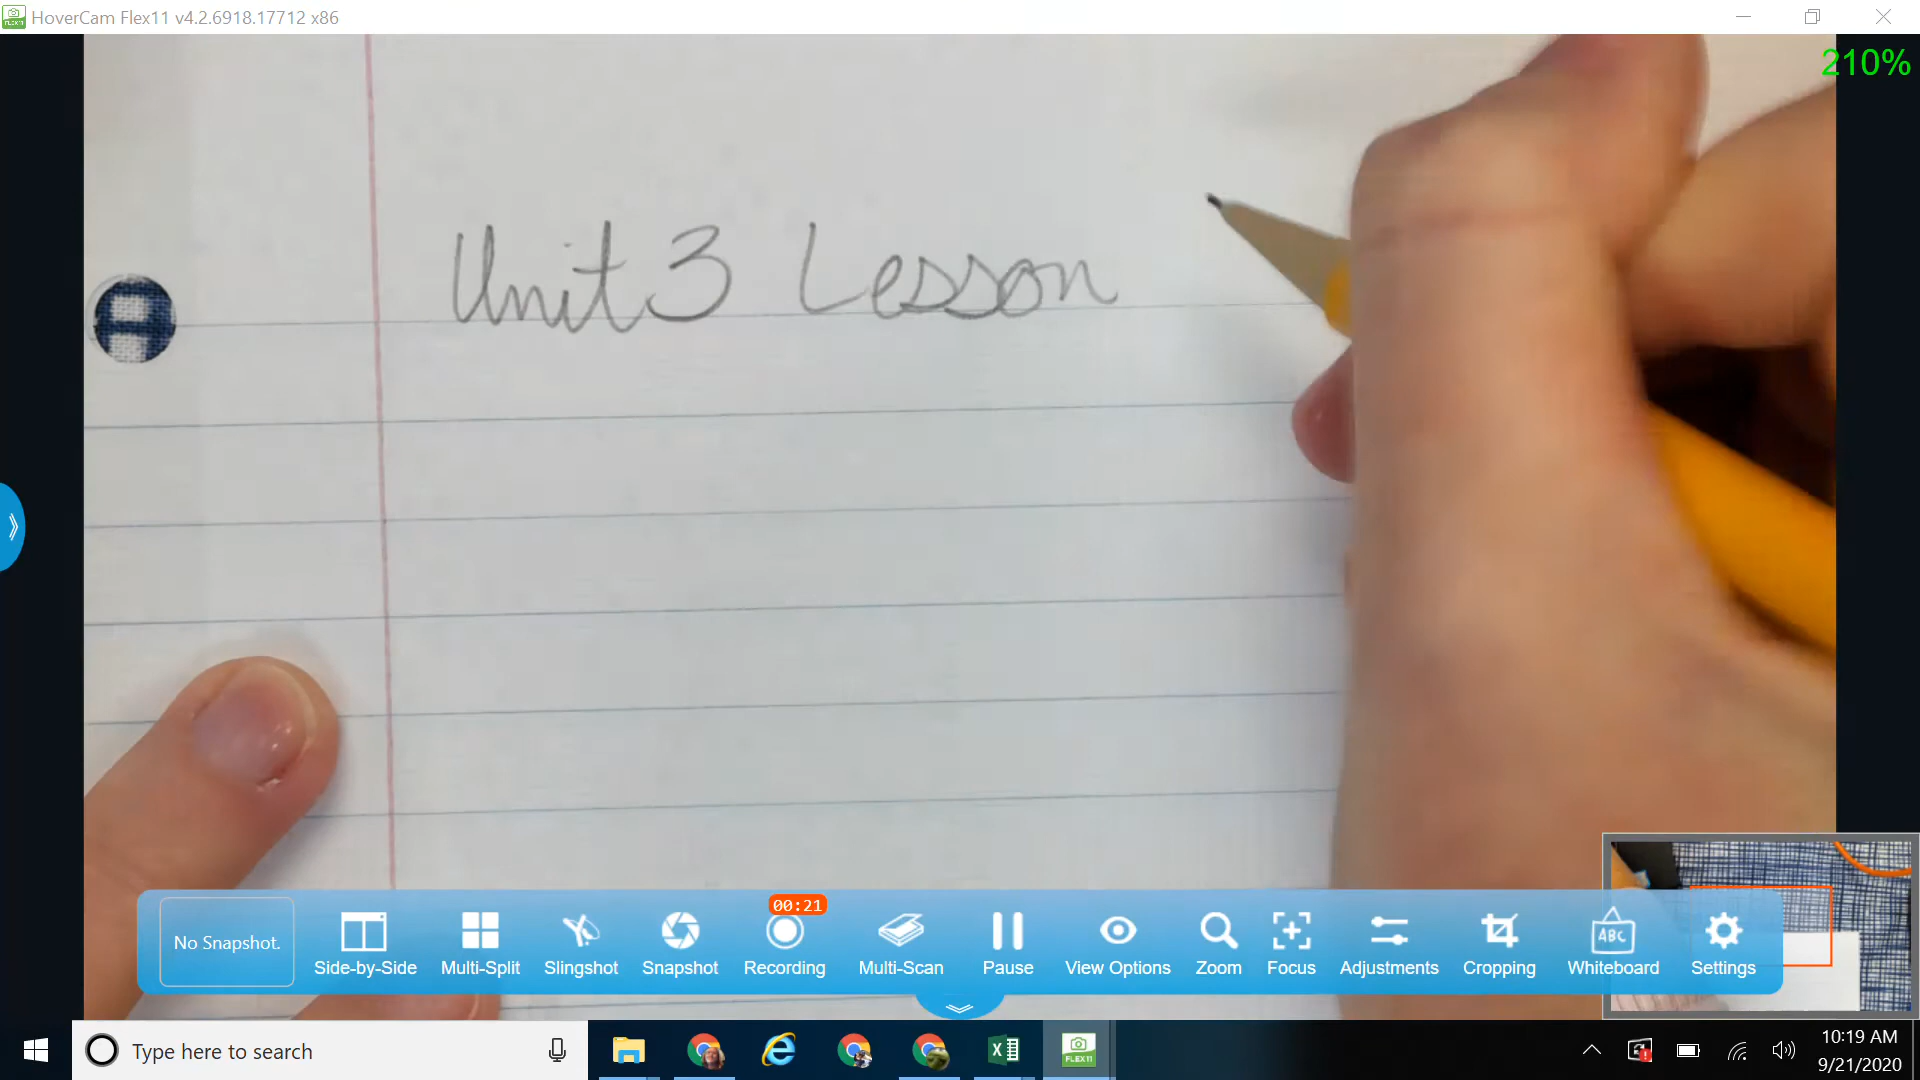 HoverCam Flex11 v4.2.6918.17712 x86
210%
Unit 3 Lesson
00:21
No Snapshot.
Side-by-Side
Multi-Split
Slingshot
Snapshot
Recording
Multi-Scan
Pause
View Options
Zoom
Focus
Adjustments
Cropping
ABC
Whiteboard
Settings
Type here to search
FLEX11
10:19 AM
9/21/2020